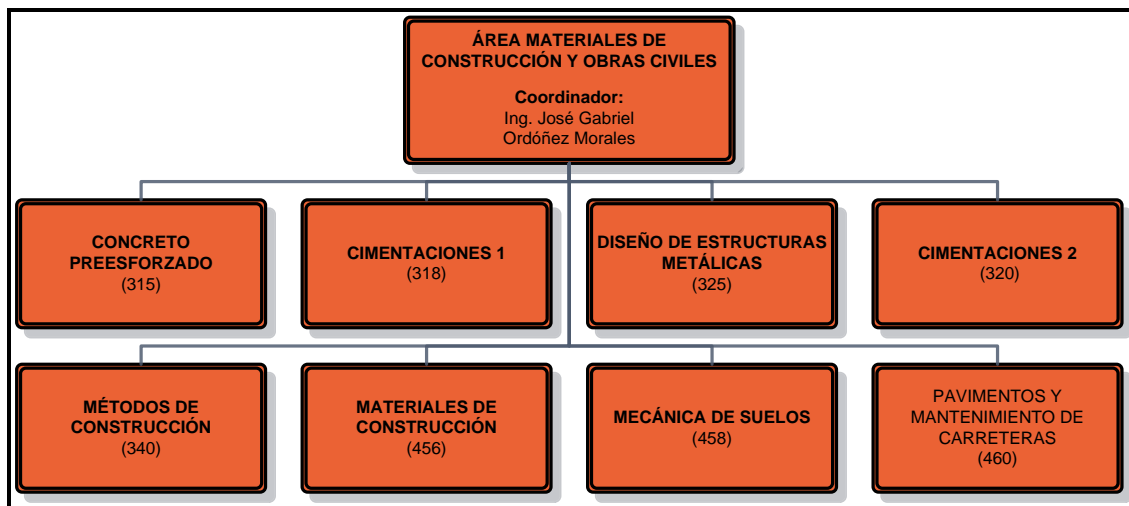 ÁREA MATERIALES DE
CONSTRUCCIÓN Y OBRAS CIVILES
Coordinador:
Ing. José Gabriel
Ordóñez Morales
CONCRETO
PREESFORZADO
(315)
CIMENTACIONES 1
(318)
DISEÑO DE ESTRUCTURAS
METÁLICAS
(325)
CIMENTACIONES 2
(320)
MÉTODOS DE
CONSTRUCCIÓN
(340)
MATERIALES DE
CONSTRUCCIÓN
(456)
MECÁNICA DE SUELOS
(458)
PAVIMENTOS Y
MANTENIMIENTO DE
CARRETERAS
(460)